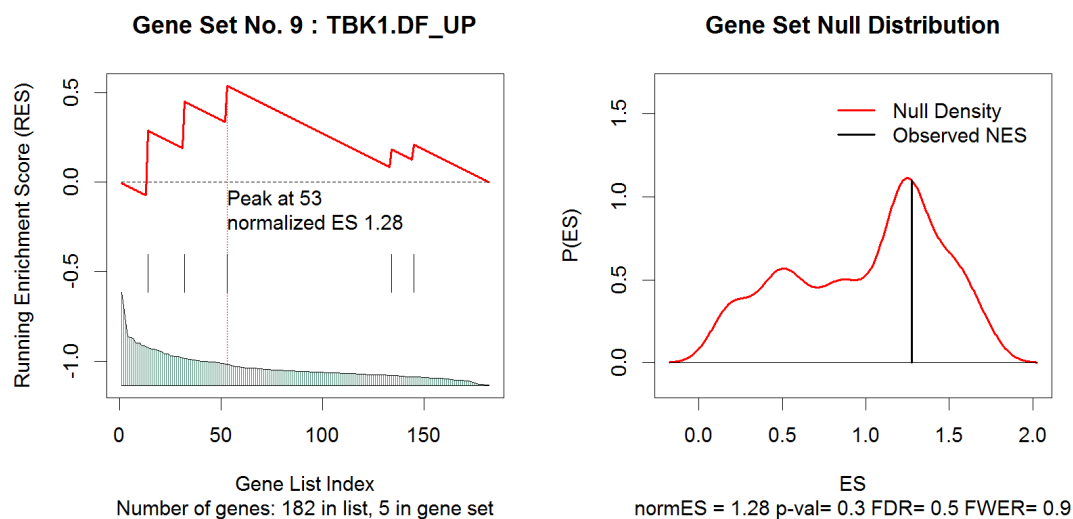 Gene Set No. 9 : TBK1.DF_UP
Running Enrichment Score (RES)
0.5
0.0
-0.5
-1.0
Peak at 53
normalized ES 1.28
0
50
100
150
Gene List Index
Number of genes: 182 in list, 5 in gene set
Gene Set Null Distribution
P(ES)
1.5
1.0
0.5
0.0
Null Density
Observed NES
0.0
0.5
1.0
1.5
2.0
ES
normES = 1.28 p-val= 0.3 FDR= 0.5 FWER= 0.9